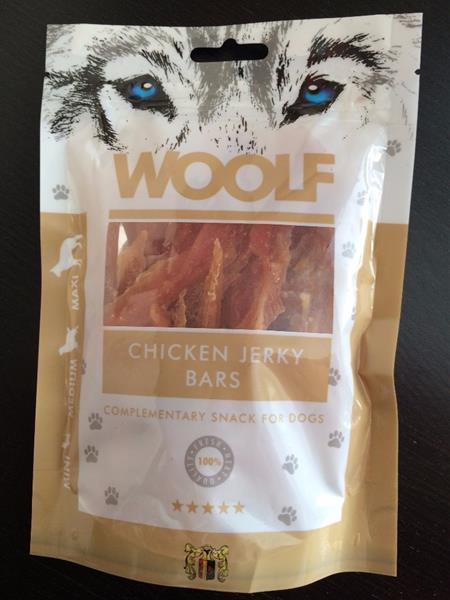 WOOLF
CHICKEN JERKY
BARS
COMPLEMENTARY SNACK FOR DOGS
100%
MAXI
MEDIUM
MINI